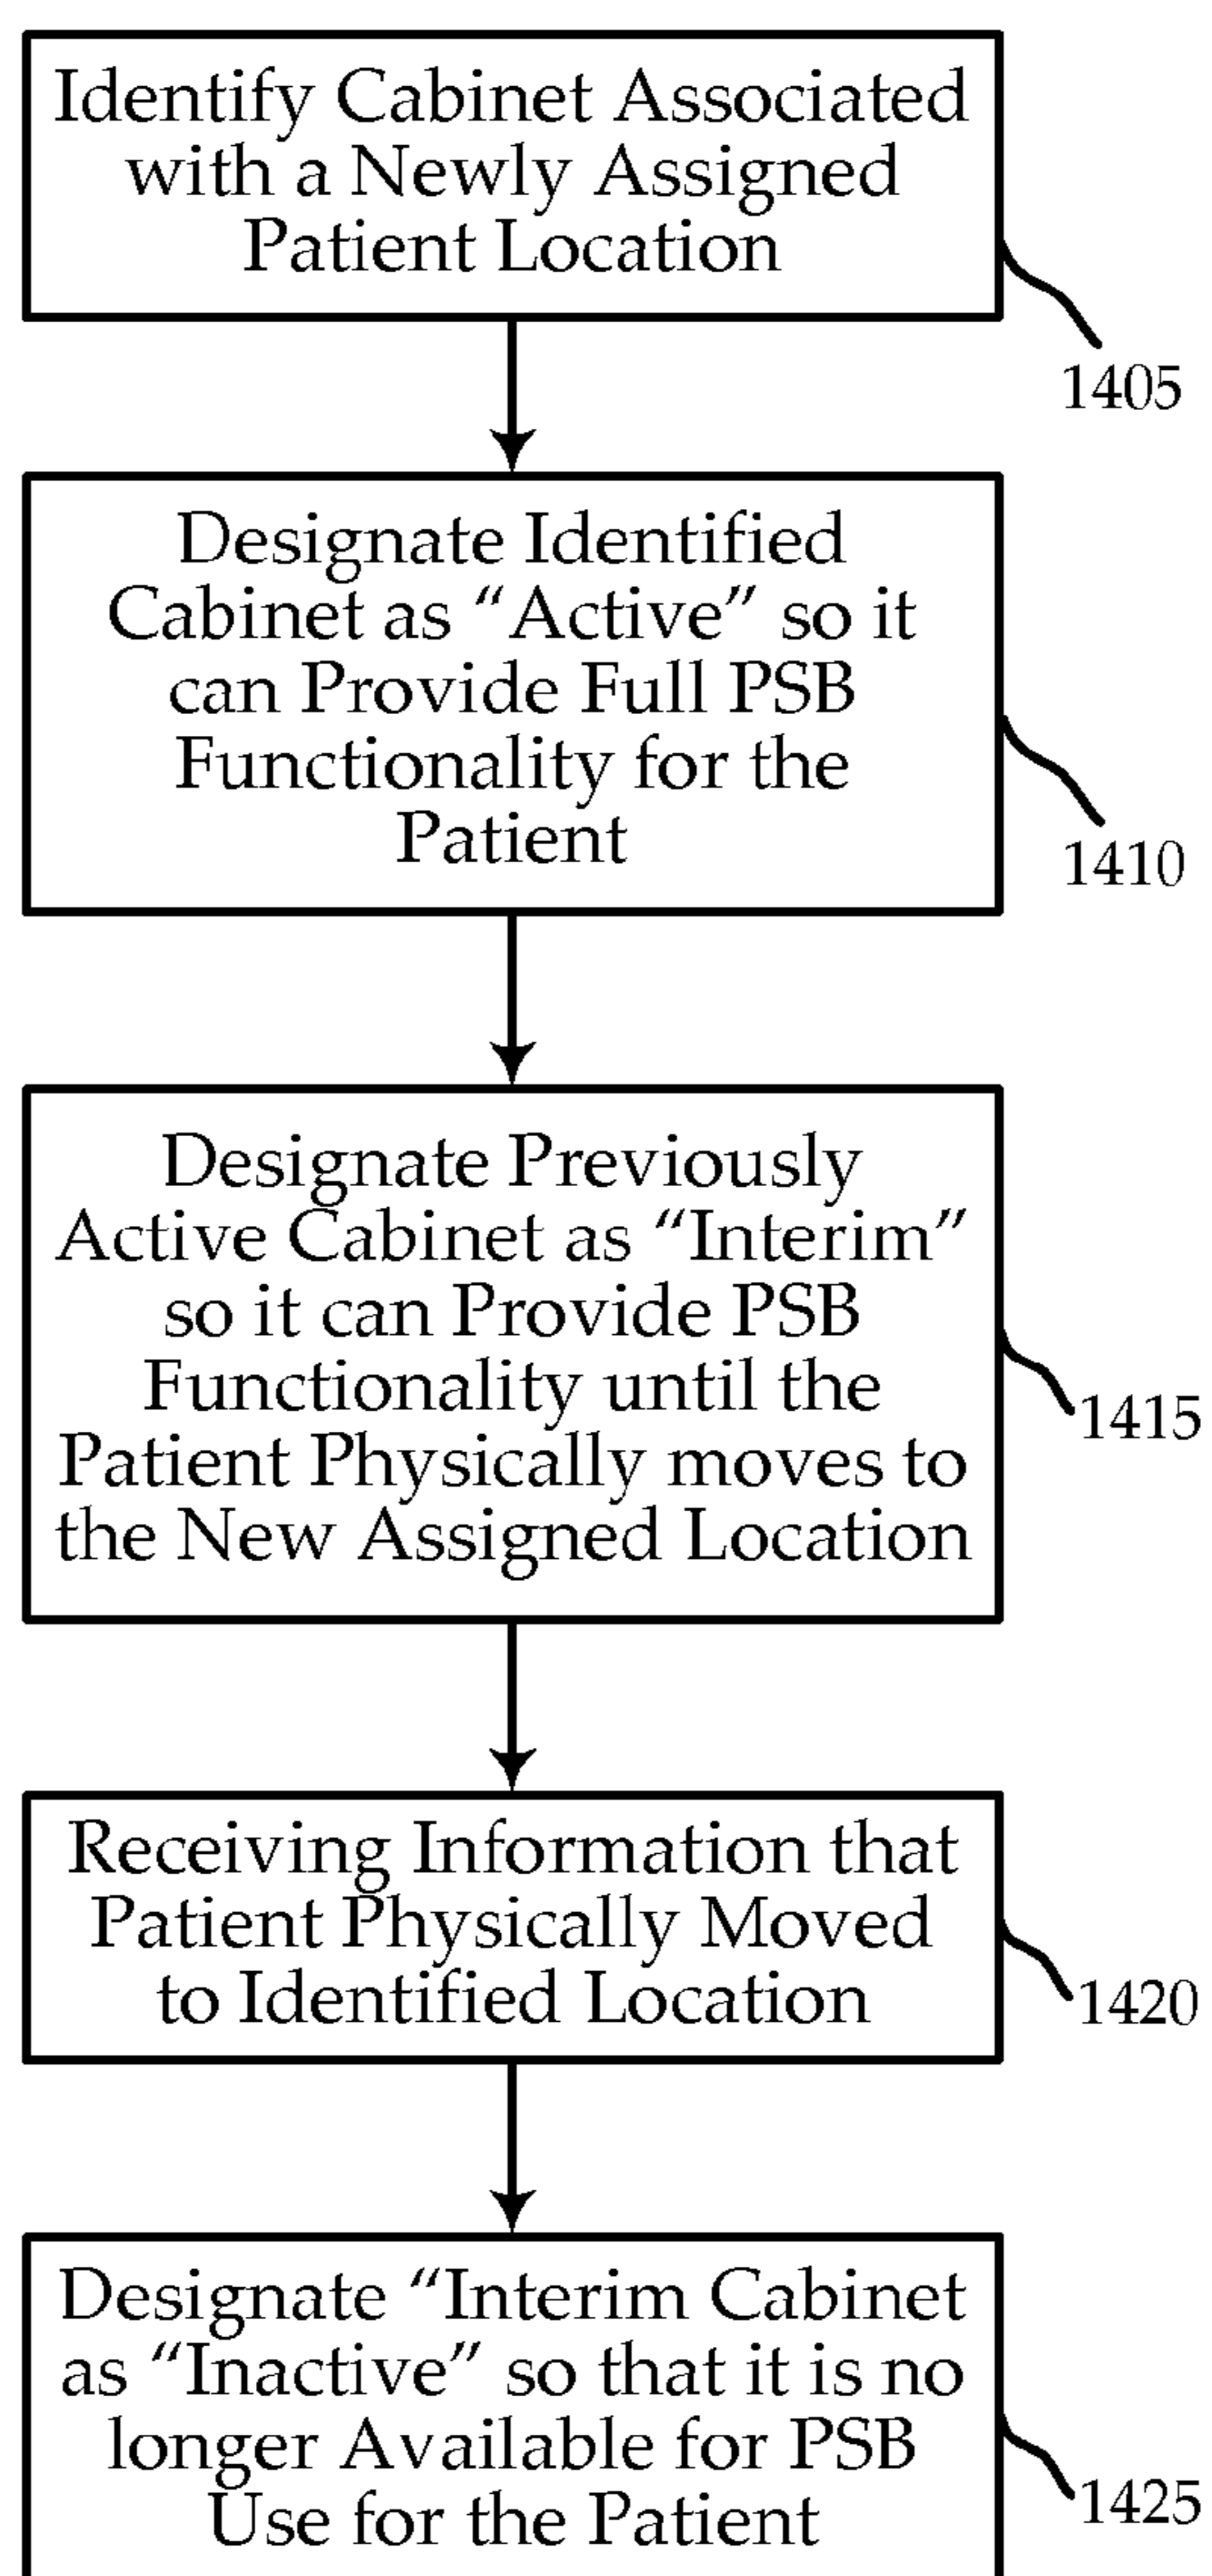 Identify Cabinet Associated
with a Newly Assigned
Patient Location
1405
Designate Identified
Cabinet as “Active” so it
can Provide Full PSB
Functionality for the
Patient
1410
Designate Previously
Active Cabinet as “Interim”
so it can Provide PSB
Functionality until the
Patient Physically moves to
the New Assigned Location
1415
Receiving Information that
Patient Physically Moved
to Identified Location
1420
Designate “Interim Cabinet
as “Inactive” so that it is no
longer Available for PSB
Use for the Patient
1425